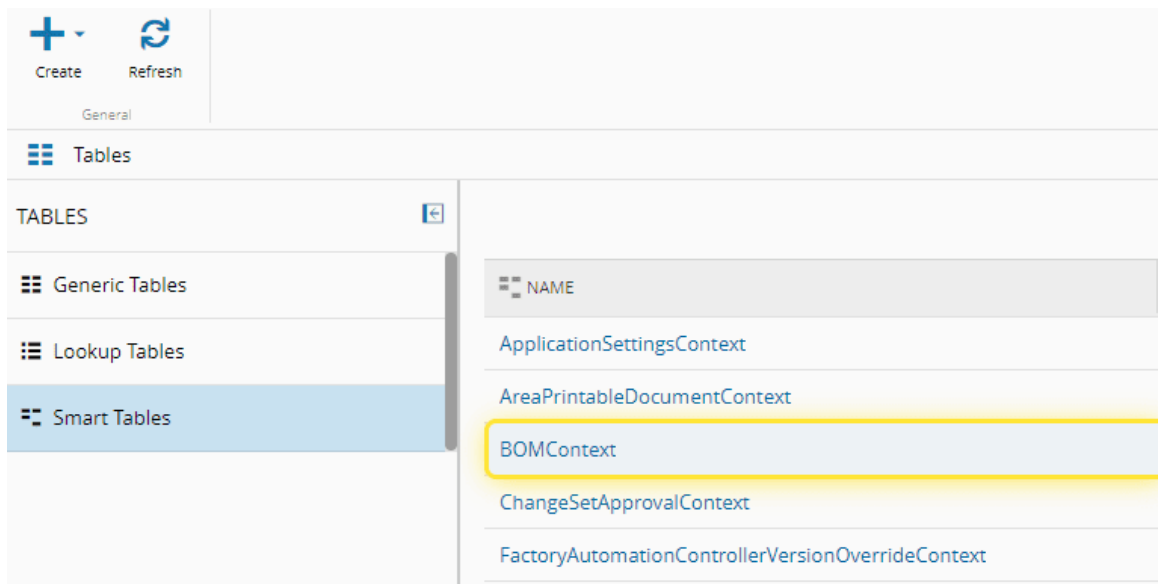 Create Refresh
General
Tables
TABLES
Generic Tables
Lookup Tables
Smart Tables
NAME
ApplicationSettingsContext
AreaPrintableDocumentContext
BOMContext
ChangeSetApprovalContext
FactoryAutomationControllerVersionOverrideContext